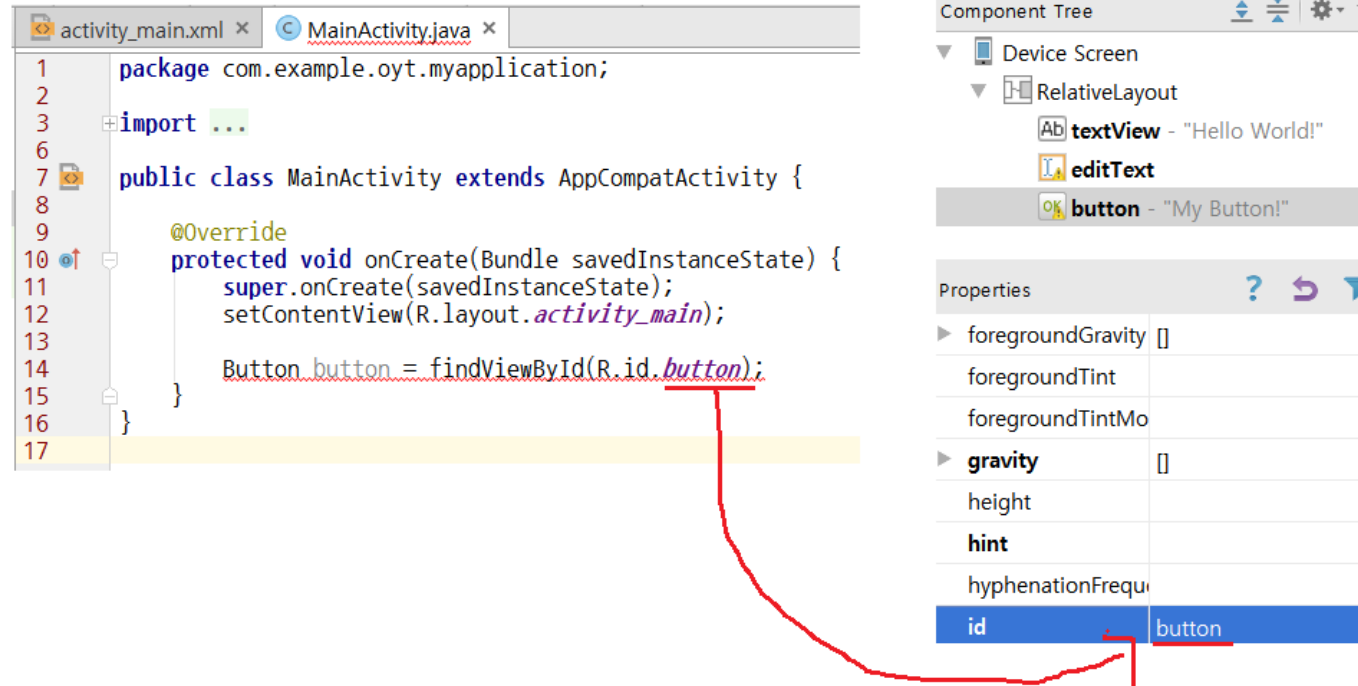 activity_main.xml
MainActivity.java
1 package com.example.oyt.myapplication;
2
3 import ...
6
7 public class MainActivity extends AppCompatActivity {
8
9 @Override
10 protected void onCreate(Bundle savedInstanceState) {
11 super.onCreate(savedInstanceState);
12 setContentView(R.layout.activity_main);
13
14 Button button = findViewById(R.id.button);
15 }
16 }
17
Component Tree
Device Screen
RelativeLayout
Ab textView - "Hello World!"
editText
OK button - "My Button!"
Properties ?
foregroundGravity []
foregroundTint
foregroundTintMo
gravity []
height
hint
hyphenationFreque
id button